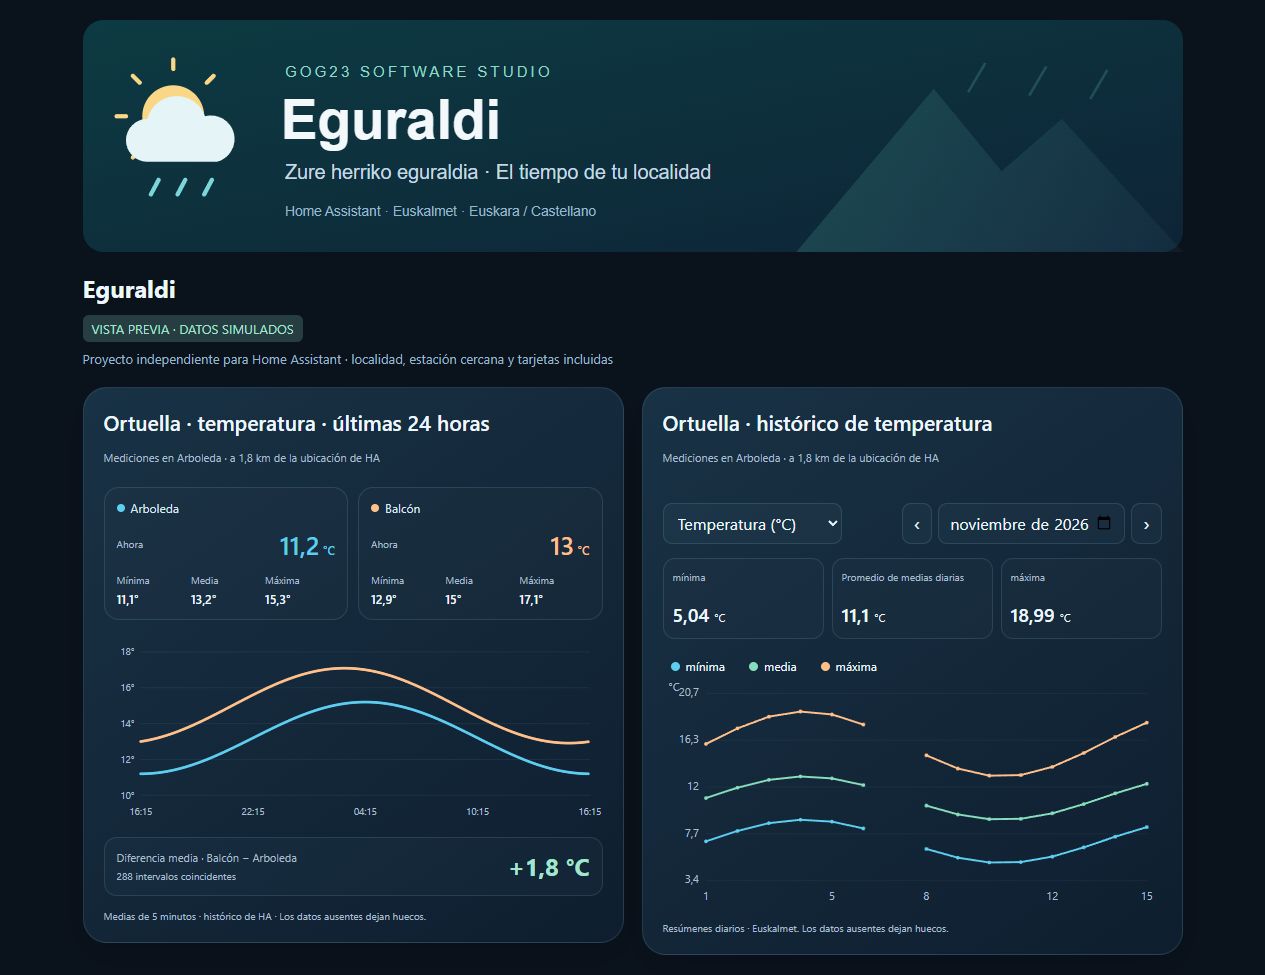 GOG23 SOFTWARE STUDIO
Eguraldi
Zure herriko eguraldia · El tiempo de tu localidad
Home Assistant · Euskalmet · Euskara / Castellano
Eguraldi
VISTA PREVIA · DATOS SIMULADOS
Proyecto independiente para Home Assistant · localidad, estación cercana y tarjetas incluidas
Ortuella · temperatura · últimas 24 horas
Mediciones en Arboleda · a 1,8 km de la ubicación de HA
Arboleda
Ahora 11,2 °C
Mínima Media Máxima
11,1° 13,2° 15,3°
Balcón
Ahora 13 °C
Mínima Media Máxima
12,9° 15° 17,1°
18°
16°
14°
12°
10°
16:15 22:15 04:15 10:15 16:15
Diferencia media · Balcón − Arboleda
288 intervalos coincidentes
+1,8 °C
Medias de 5 minutos · histórico de HA · Los datos ausentes dejan huecos.
Ortuella · histórico de temperatura
Mediciones en Arboleda · a 1,8 km de la ubicación de HA
Temperatura (°C) ‹ noviembre de 2026 ›
mínima
5,04 °C
Promedio de medias diarias
11,1 °C
máxima
18,99 °C
mínima media máxima
°C
20,7
16,3
12
7,7
3,4
1 5 8 12 15
Resúmenes diarios · Euskalmet. Los datos ausentes dejan huecos.